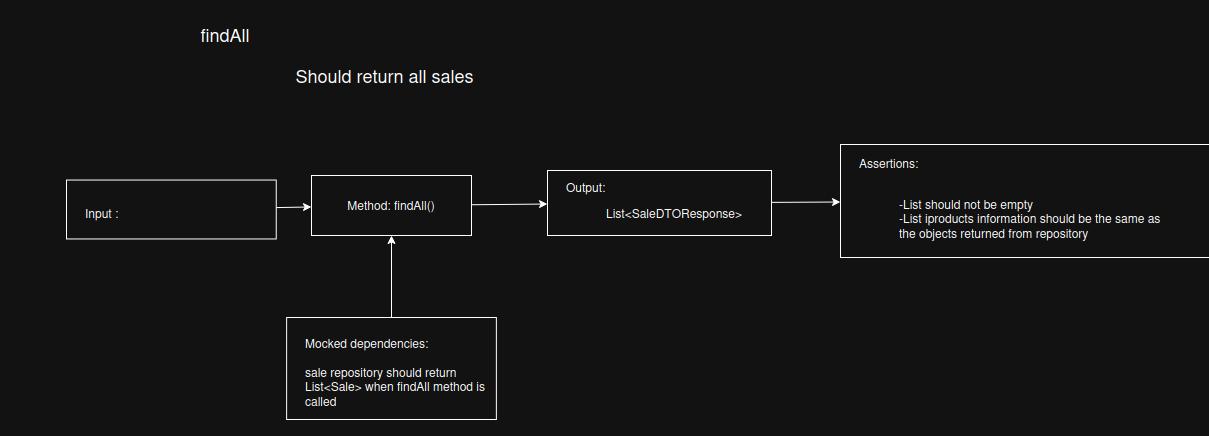 findAll
Should return all sales
Input :
Method: findAll()
Output:
List<SaleDTOResponse>
Assertions:
-List should not be empty
-List iproducts information should be the same as
the objects returned from repository
Mocked dependencies:
sale repository should return
List<Sale> when findAll method is
called